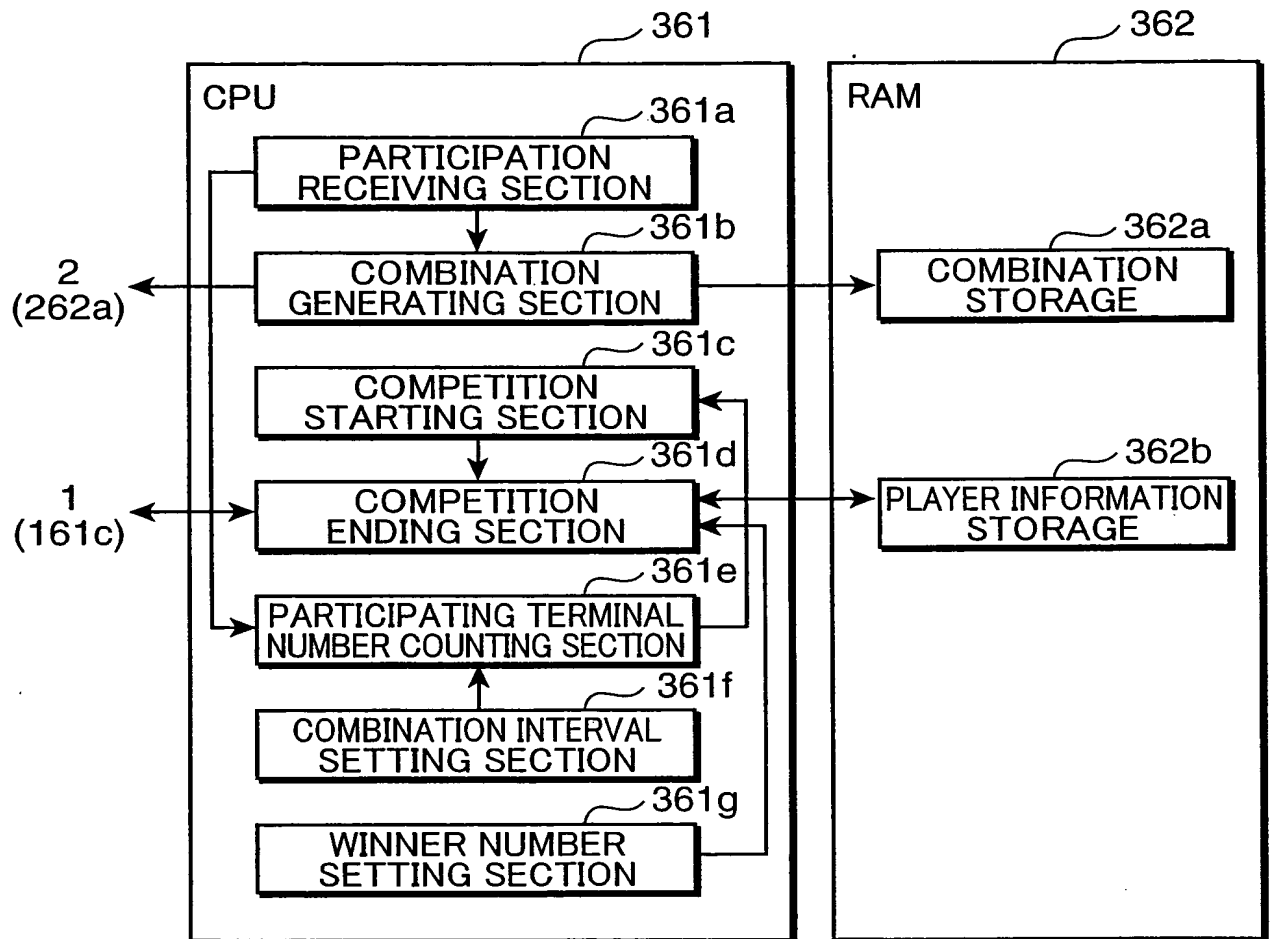 361
362
CPU
RAM
361a
PARTICIPATION
RECEIVING SECTION
361b
362a
2
(262a)
COMBINATION
GENERATING SECTION
COMBINATION
STORAGE
361c
COMPETITION
STARTING SECTION
361d
362b
1
(161c)
COMPETITION
ENDING SECTION
PLAYER INFORMATION
STORAGE
361e
PARTICIPATING TERMINAL
NUMBER COUNTING SECTION
361f
COMBINATION INTERVAL
SETTING SECTION
361g
WINNER NUMBER
SETTING SECTION